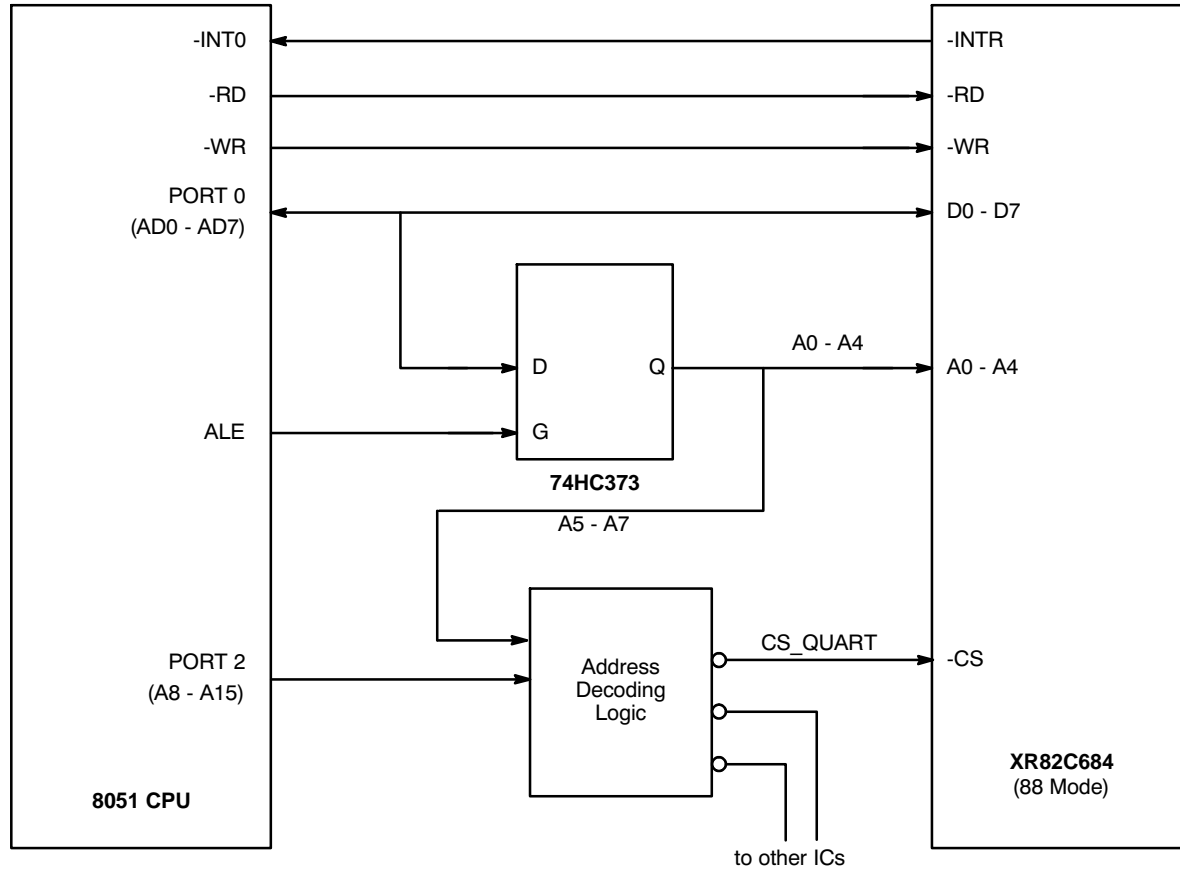 -INT0
-INTR
-RD
-RD
-WR
-WR
PORT 0
(AD0 - AD7)
D0 - D7
A0 - A4
D
Q
A0 - A4
ALE
G
74HC373
A5 - A7
PORT 2
(A8 - A15)
Address
Decoding
Logic
CS_QUART
-CS
8051 CPU
XR82C684
(88 Mode)
to other ICs